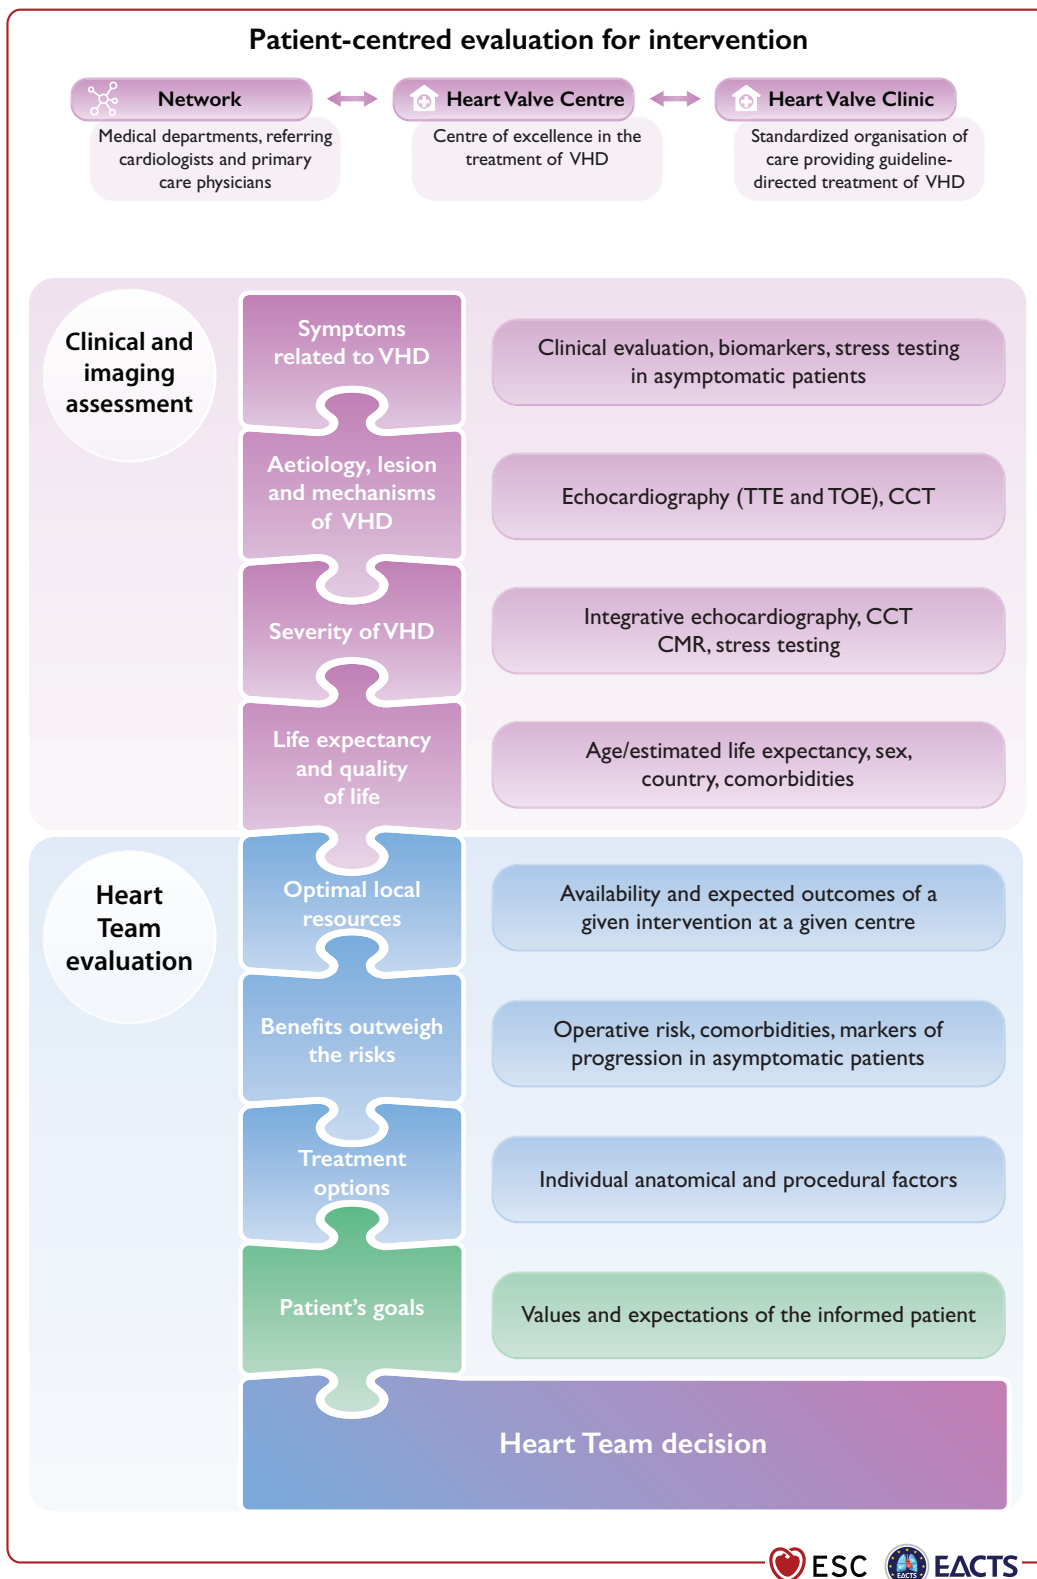 Patient-centred evaluation for intervention
Network
Heart Valve Centre
Heart Valve Clinic
Medical departments, referring
cardiologists and primary
care physicians
Centre of excellence in the
treatment of VHD
Standardized organisation of
care providing guideline-
directed treatment of VHD
Clinical and
imaging
assessment
Symptoms
related to VHD
Clinical evaluation, biomarkers, stress testing
in asymptomatic patients
Aetiology, lesion
and mechanisms
of VHD
Echocardiography (TTE and TOE), CCT
Severity of VHD
Integrative echocardiography, CCT
CMR, stress testing
Life expectancy
and quality
of life
Age/estimated life expectancy, sex,
country, comorbidities
Heart
Team
evaluation
Optimal local
resources
Availability and expected outcomes of a
given intervention at a given centre
Benefits outweigh
the risks
Operative risk, comorbidities, markers of
progression in asymptomatic patients
Treatment
options
Individual anatomical and procedural factors
Patient's goals
Values and expectations of the informed patient
Heart Team decision
ESC
EACTS
EACTS